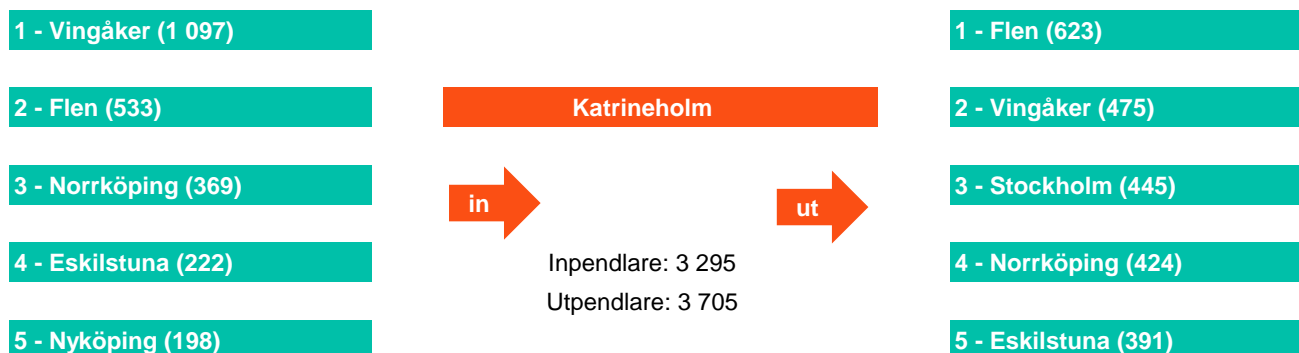 1 - Vingåker (1 097)
2 - Flen (533)
3 - Norrköping (369)
4 - Eskilstuna (222)
5 - Nyköping (198)
Katrineholm
in
ut
Inpendlare: 3 295
Utpendlare: 3 705
1 - Flen (623)
2 - Vingåker (475)
3 - Stockholm (445)
4 - Norrköping (424)
5 - Eskilstuna (391)